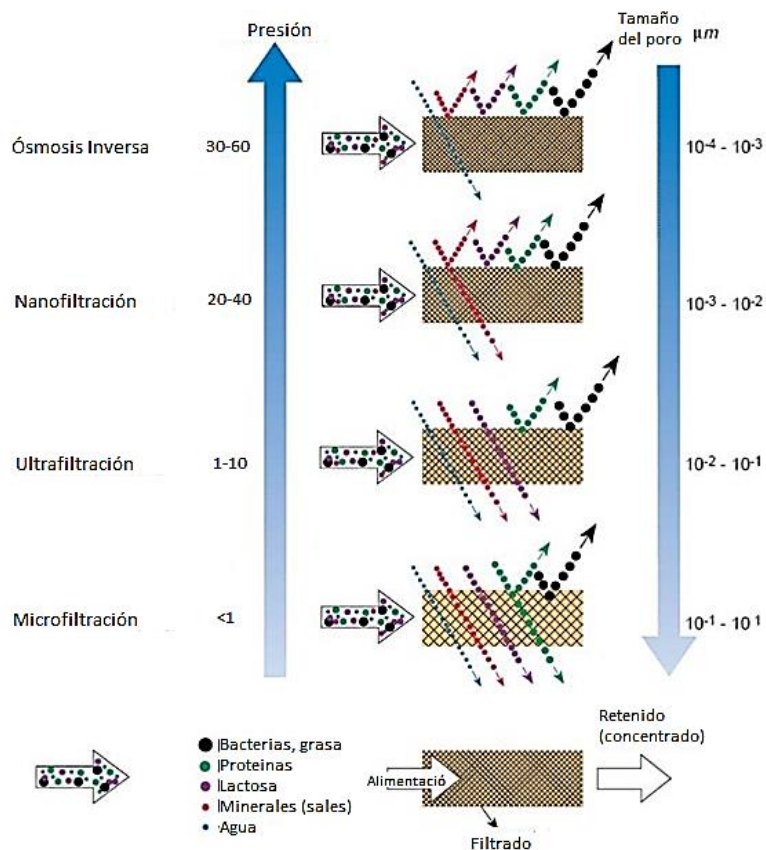 Presión
Tamaño
del poro μm
Ósmosis Inversa 30-60 10⁻⁴ - 10⁻³
Nanofiltración 20-40 10⁻³ - 10⁻²
Ultrafiltración 1-10 10⁻² - 10⁻¹
Microfiltración <1 10⁻¹ - 10¹
Bacterias, grasa
Proteinas
Lactosa
Minerales (sales)
Agua
Alimentació
Retenido
(concentrado)
Filtrado